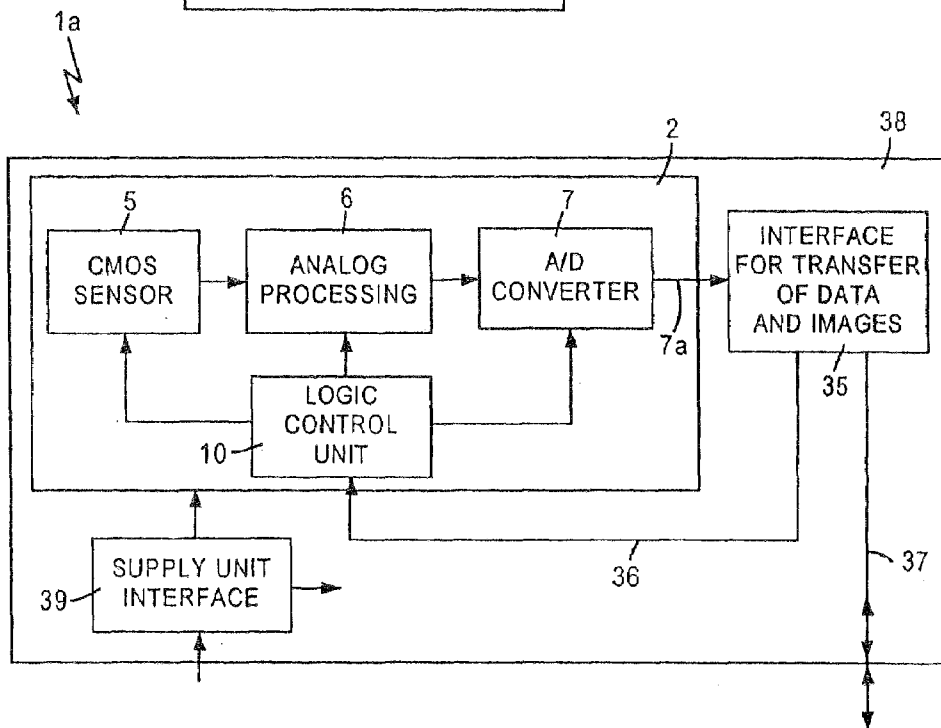 1a
2
38
5
6
7
CMOS
SENSOR
ANALOG
PROCESSING
A/D
CONVERTER
INTERFACE
FOR TRANSFER
OF DATA
AND IMAGES
7a
35
LOGIC
CONTROL
UNIT
10
36
37
SUPPLY UNIT
INTERFACE
39